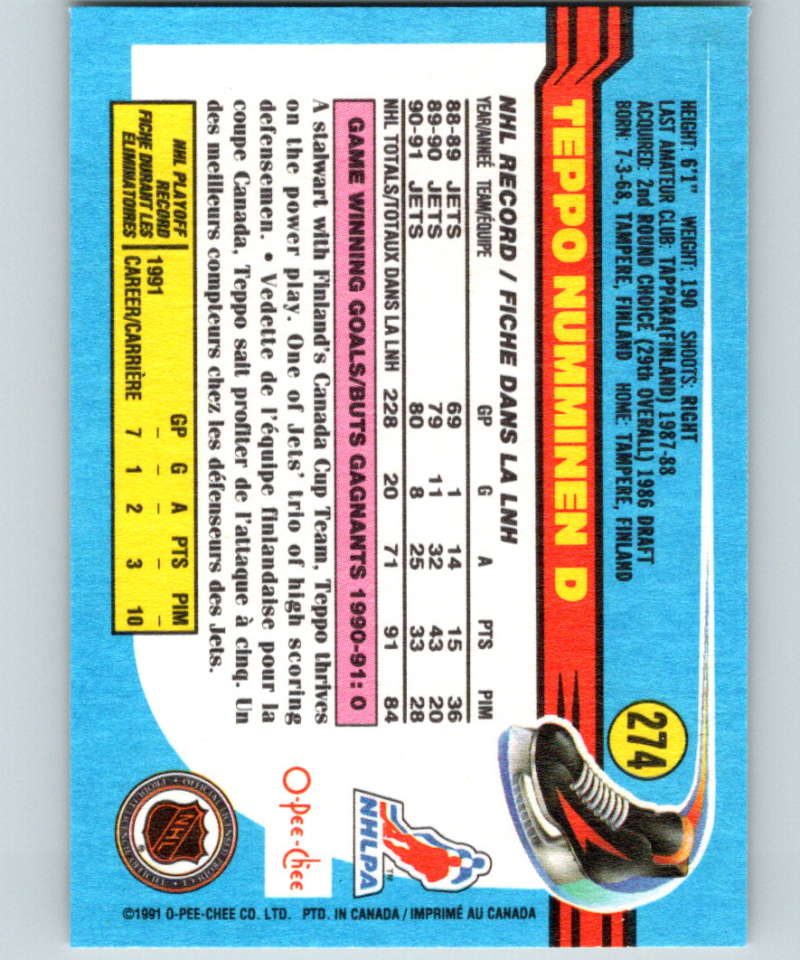 274
HEIGHT: 6'1" WEIGHT: 190 SHOOTS: RIGHT
LAST AMATEUR CLUB: TAPPARA(FINLAND) 1987-88
ACQUIRED: 2nd ROUND CHOICE (29th OVERALL) 1986 DRAFT
BORN: 7-3-68, TAMPERE, FINLAND HOME: TAMPERE, FINLAND
TEPPO NUMMINEN D
NHL RECORD / FICHE DANS LA LNH
YEAR/ANNÉE TEAM/ÉQUIPE GP G A PTS PIM
88-89 JETS 69 1 14 15 36
89-90 JETS 79 11 32 43 20
90-91 JETS 80 8 25 33 28
NHL TOTALS/TOTAUX DANS LA LNH 228 20 71 91 84
GAME WINNING GOALS/BUTS GAGNANTS 1990-91: 0
A stalwart with Finland's Canada Cup Team, Teppo thrives
on the power play. One of Jets' trio of high scoring
defensemen. • Vedette de l'équipe finlandaise pour la
coupe Canada, Teppo sait profiter de l'attaque à cinq. Un
des meilleurs compteurs chez les défenseurs des Jets.
NHL PLAYOFF
RECORD
FICHE DURANT LES
ÉLIMINATOIRES
GP G A PTS PIM
1991 – – – – –
CAREER/CARRIÈRE 7 1 2 3 10
NHLPA
TM
O-Pee-Chee
NHL
©1991 O-PEE-CHEE CO. LTD. PTD. IN CANADA / IMPRIMÉ AU CANADA